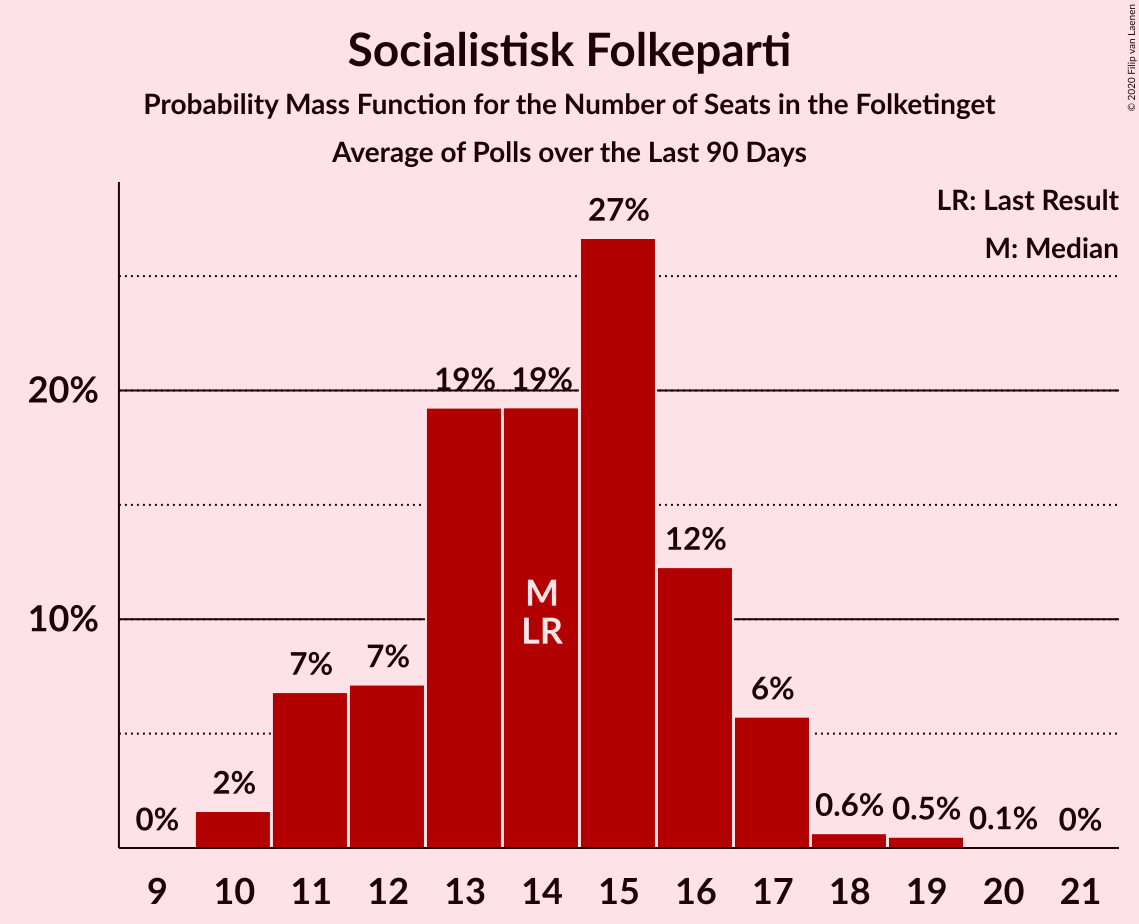 Socialistisk Folkeparti
Probability Mass Function for the Number of Seats in the Folketinget
Average of Polls over the Last 90 Days
© 2020 Filip van Laenen
LR: Last Result
M: Median
27%
20%
19%
19%
12%
10%
M
LR
7%
7%
6%
2%
0%
0.6%
0.5%
0.1%
0%
9 10 11 12 13 14 15 16 17 18 19 20 21